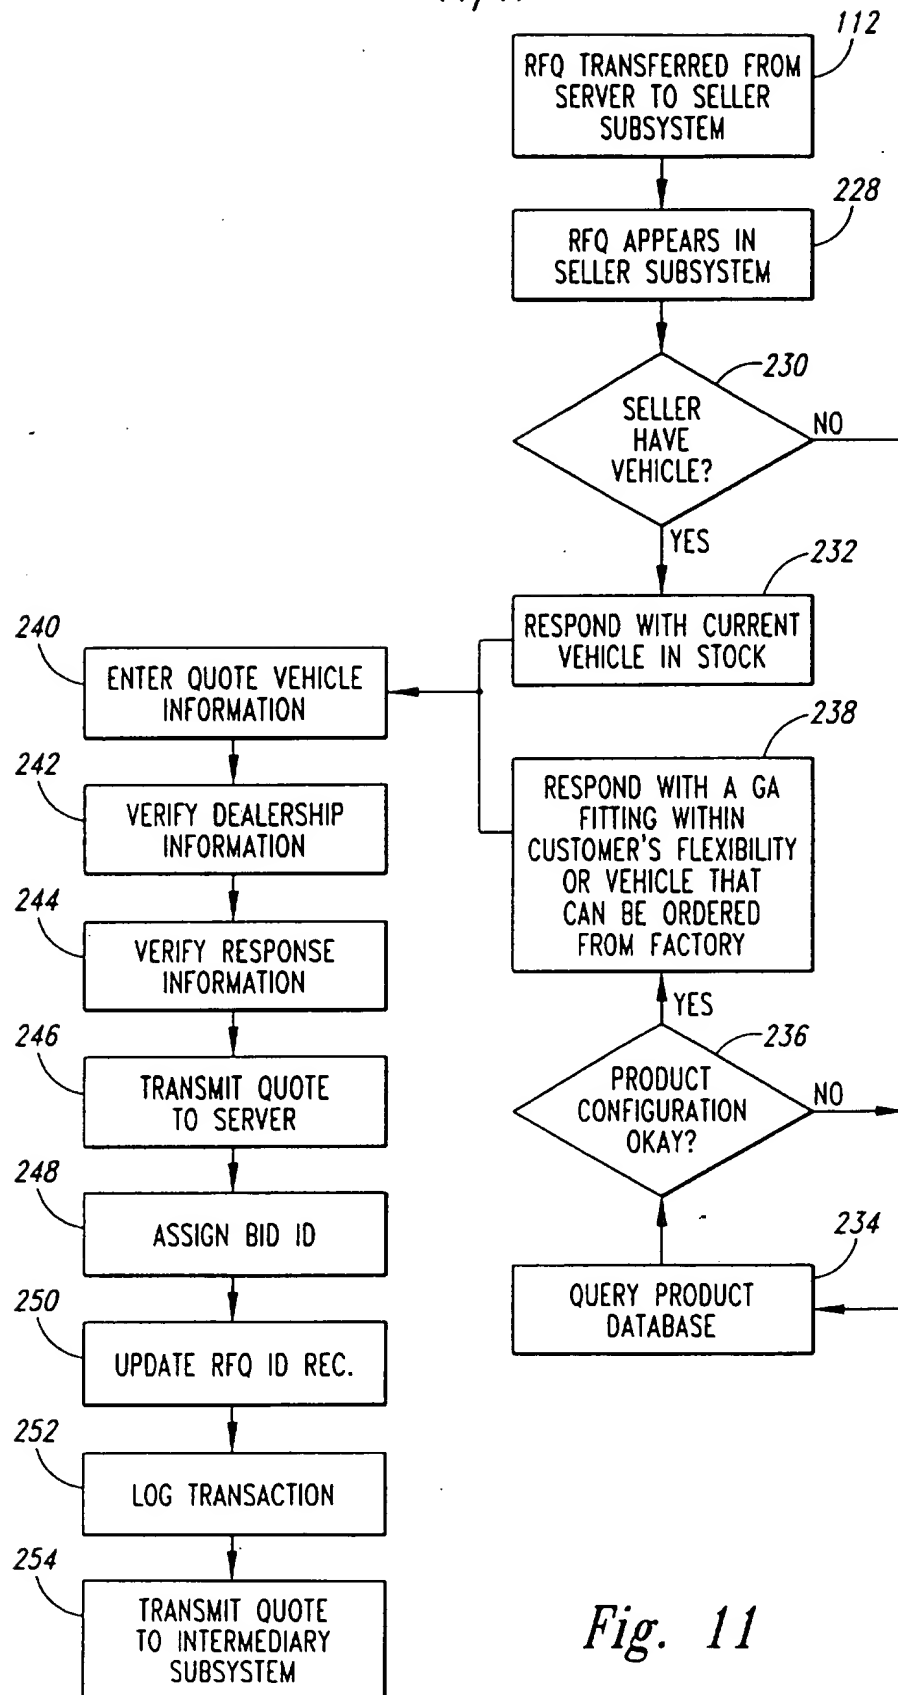 112
RFQ TRANSFERRED FROM
SERVER TO SELLER
SUBSYSTEM
228
RFQ APPEARS IN
SELLER SUBSYSTEM
230
SELLER
HAVE
VEHICLE?
NO
YES
232
RESPOND WITH CURRENT
VEHICLE IN STOCK
238
RESPOND WITH A GA
FITTING WITHIN
CUSTOMER'S FLEXIBILITY
OR VEHICLE THAT
CAN BE ORDERED
FROM FACTORY
YES
236
PRODUCT
CONFIGURATION
OKAY?
NO
234
QUERY PRODUCT
DATABASE
240
ENTER QUOTE VEHICLE
INFORMATION
242
VERIFY DEALERSHIP
INFORMATION
244
VERIFY RESPONSE
INFORMATION
246
TRANSMIT QUOTE
TO SERVER
248
ASSIGN BID ID
250
UPDATE RFQ ID REC.
252
LOG TRANSACTION
254
TRANSMIT QUOTE
TO INTERMEDIARY
SUBSYSTEM
Fig. 11